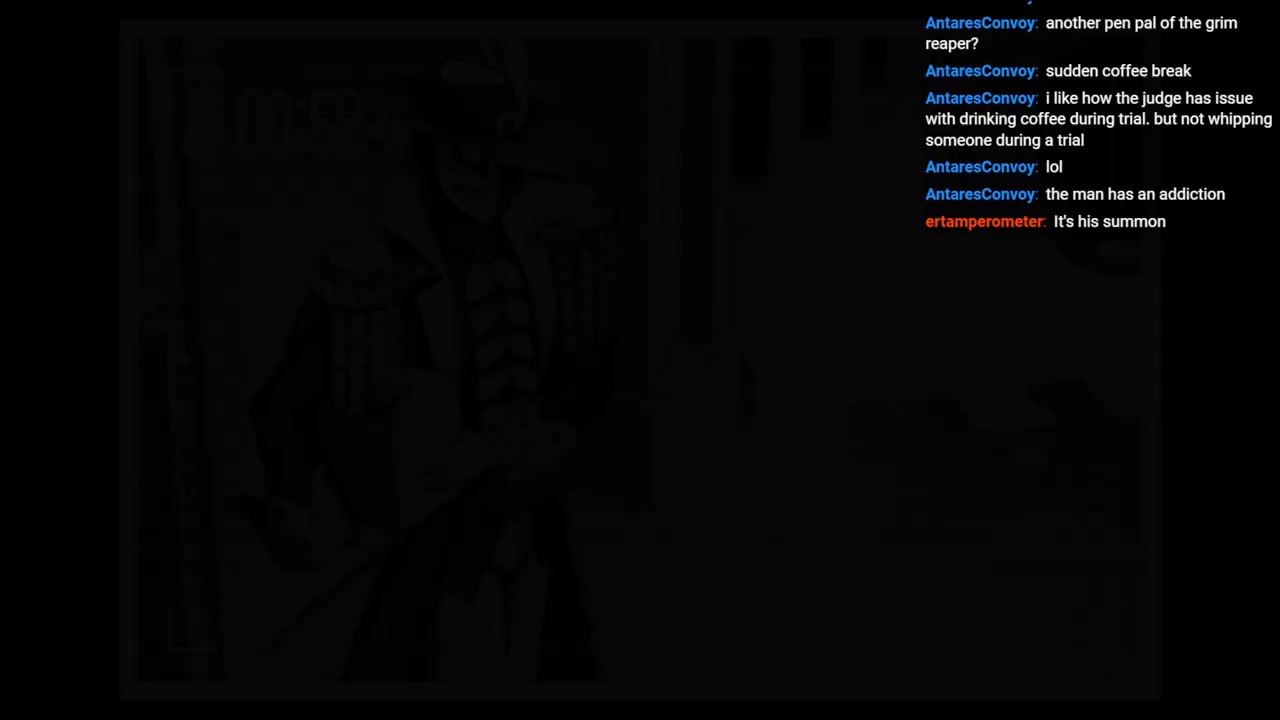 AntaresConvoy: another pen pal of the grim
reaper?
AntaresConvoy: sudden coffee break
AntaresConvoy: i like how the judge has issue
with drinking coffee during trial. but not whipping
someone during a trial
AntaresConvoy: lol
AntaresConvoy: the man has an addiction
ertamperometer: It's his summon